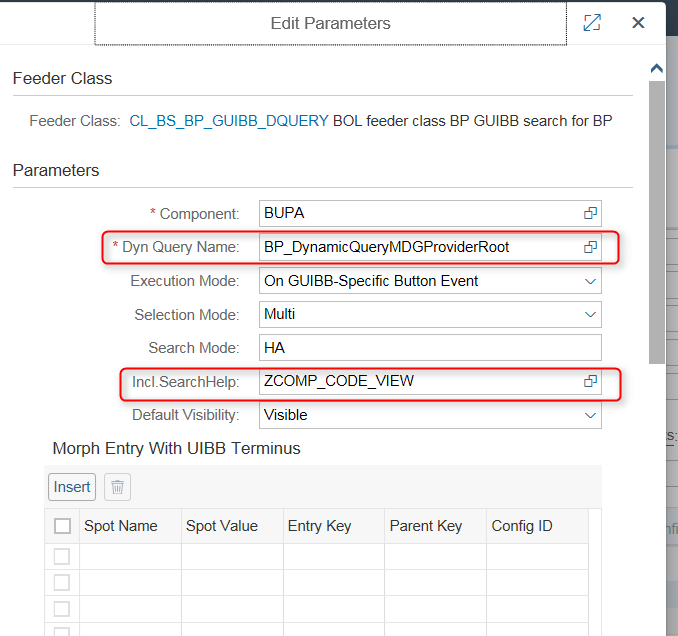 Edit Parameters
Feeder Class
Feeder Class: CL_BS_BP_GUIBB_DQUERY BOL feeder class BP GUIBB search for BP
Parameters
* Component: BUPA
* Dyn Query Name: BP_DynamicQueryMDGProviderRoot
Execution Mode: On GUIBB-Specific Button Event
Selection Mode: Multi
Search Mode: HA
Incl.SearchHelp: ZCOMP_CODE_VIEW
Default Visibility: Visible
Morph Entry With UIBB Terminus
Insert
Spot Name Spot Value Entry Key Parent Key Config ID